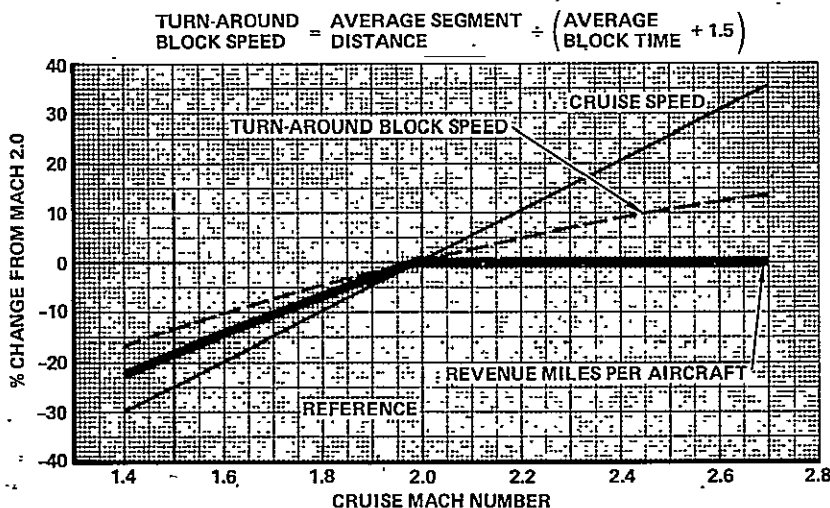 TURN-AROUND BLOCK SPEED = AVERAGE SEGMENT DISTANCE ÷ (AVERAGE BLOCK TIME + 1.5)
40
30
20
10
0
-10
-20
-30
-40
% CHANGE FROM MACH 2.0
CRUISE SPEED
TURN-AROUND BLOCK SPEED
REVENUE MILES PER AIRCRAFT
REFERENCE
1.4 1.6 1.8 2.0 2.2 2.4 2.6 2.8
CRUISE MACH NUMBER